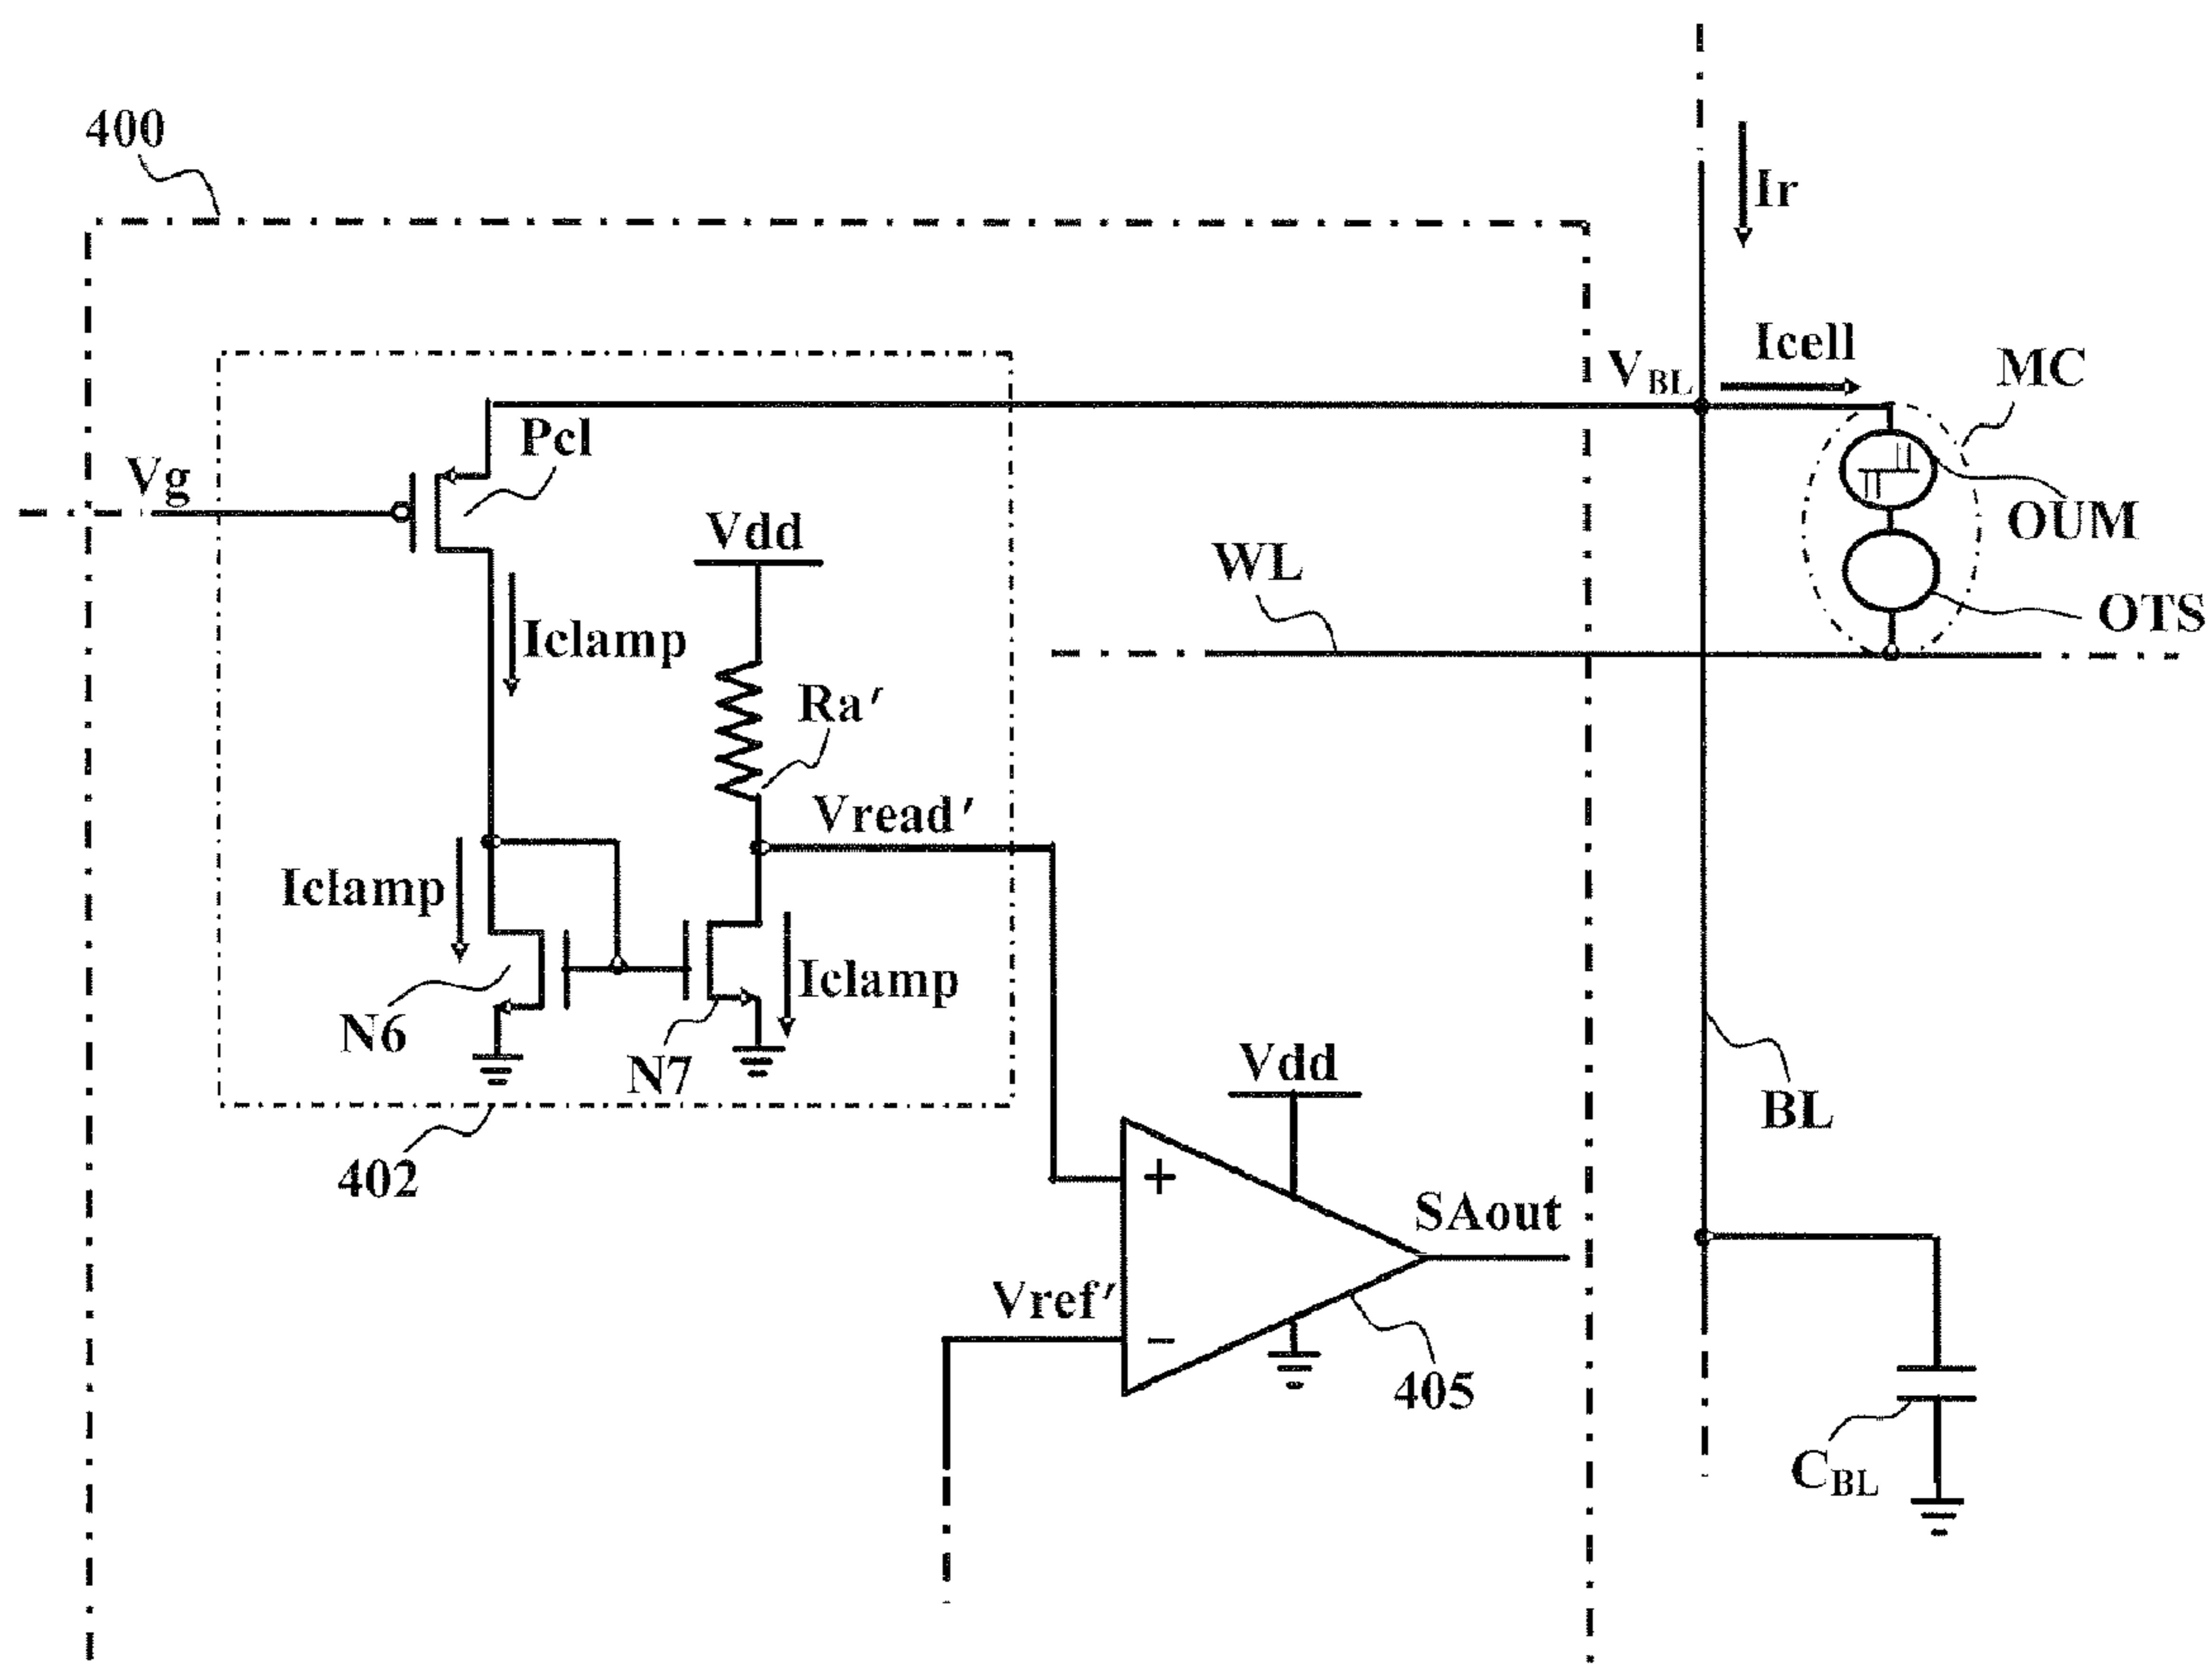 400
Ir
Icell
MC
VBL
Pcl
Vg
Vdd
OUM
WL
OTS
Iclamp
Ra′
Vread′
Iclamp
Iclamp
N6
N7
Vdd
BL
402
+
SAout
Vref′
−
405
CBL